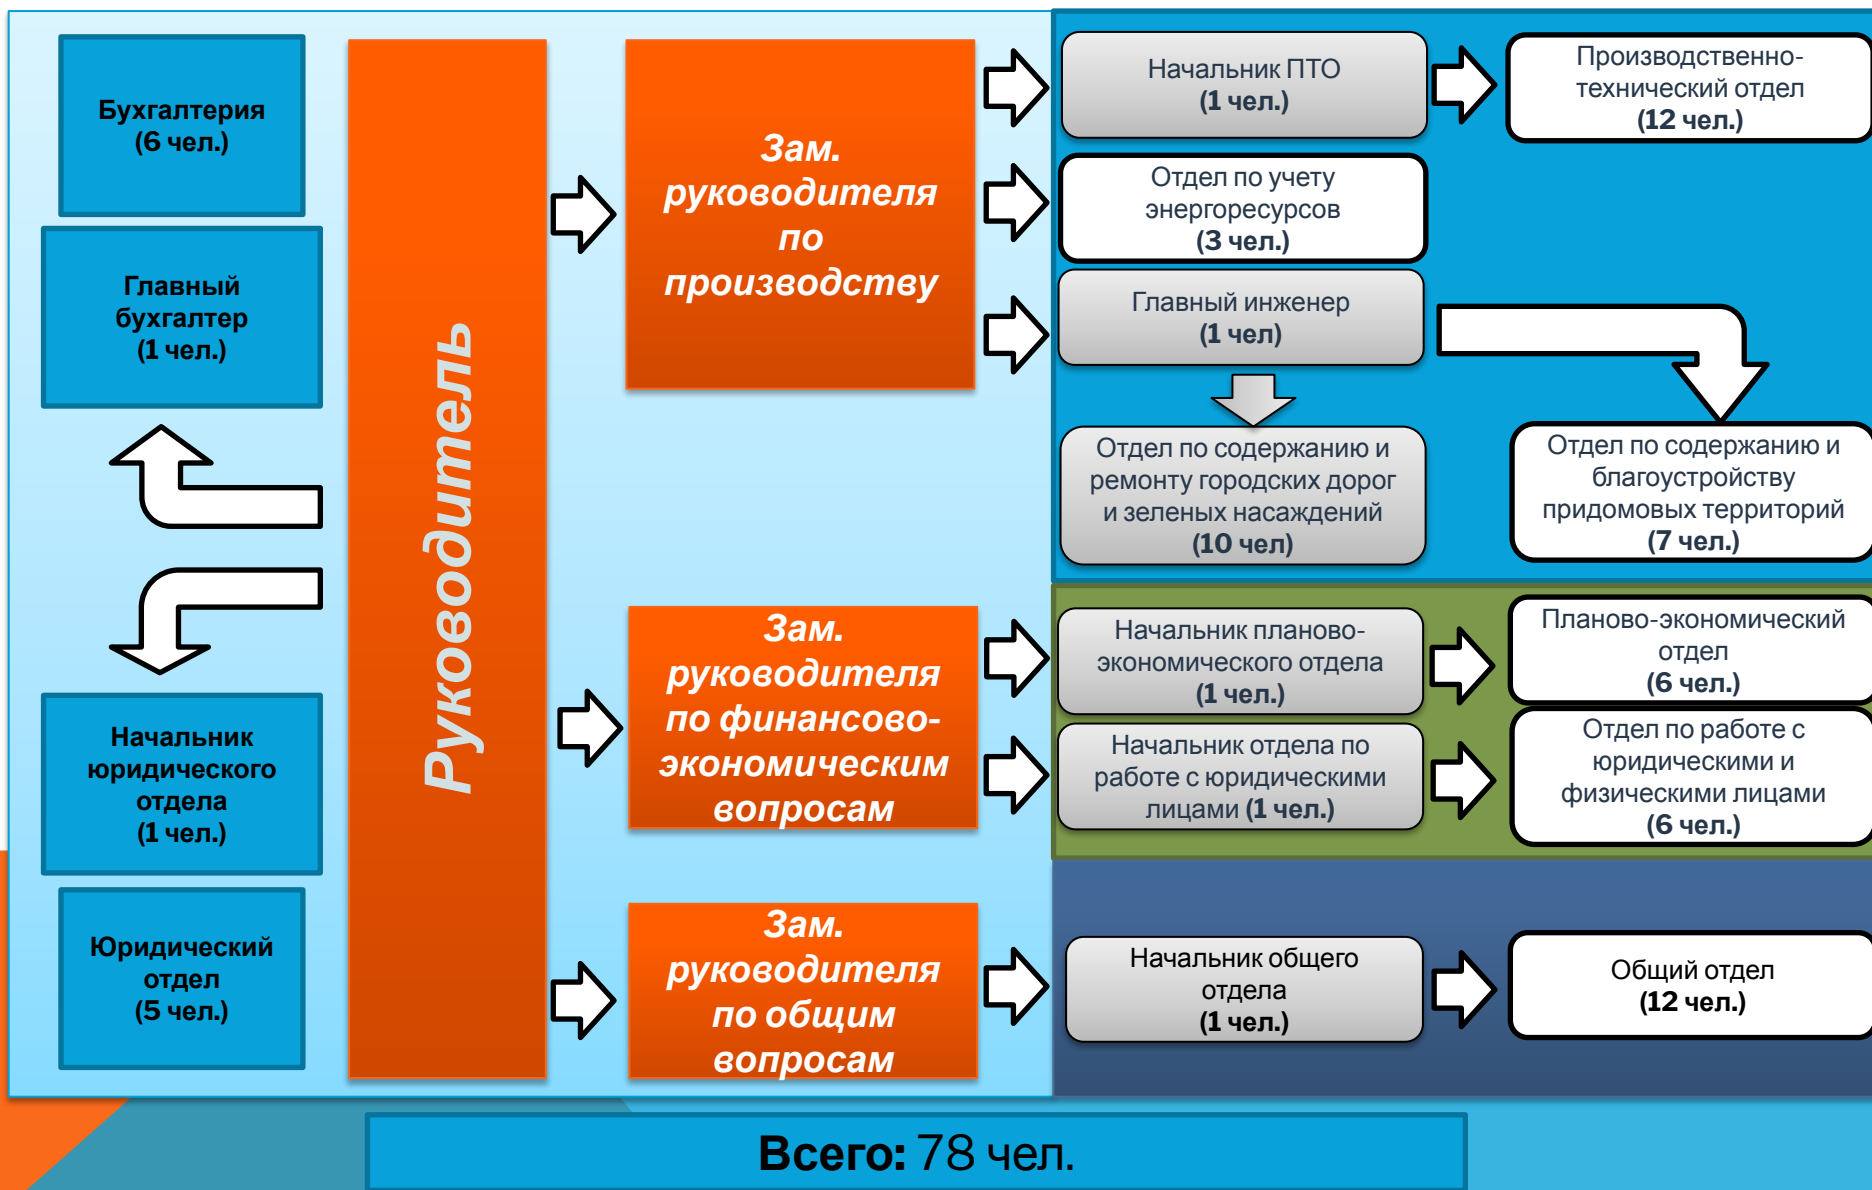 Бухгалтерия
(6 чел.)
Главный
бухгалтер
(1 чел.)
Начальник
юридического
отдела
(1 чел.)
Юридический
отдел
(5 чел.)
Руководитель
Зам.
руководителя
по
производству
Зам.
руководителя
по финансово-
экономическим
вопросам
Зам.
руководителя
по общим
вопросам
Начальник ПТО
(1 чел.)
Производственно-
технический отдел
(12 чел.)
Отдел по учету
энергоресурсов
(3 чел.)
Главный инженер
(1 чел)
Отдел по содержанию и
ремонту городских дорог
и зеленых насаждений
(10 чел)
Отдел по содержанию и
благоустройству
придомовых территорий
(7 чел.)
Начальник планово-
экономического отдела
(1 чел.)
Планово-экономический
отдел
(6 чел.)
Начальник отдела по
работе с юридическими
лицами (1 чел.)
Отдел по работе с
юридическими и
физическими лицами
(6 чел.)
Начальник общего
отдела
(1 чел.)
Общий отдел
(12 чел.)
Всего: 78 чел.